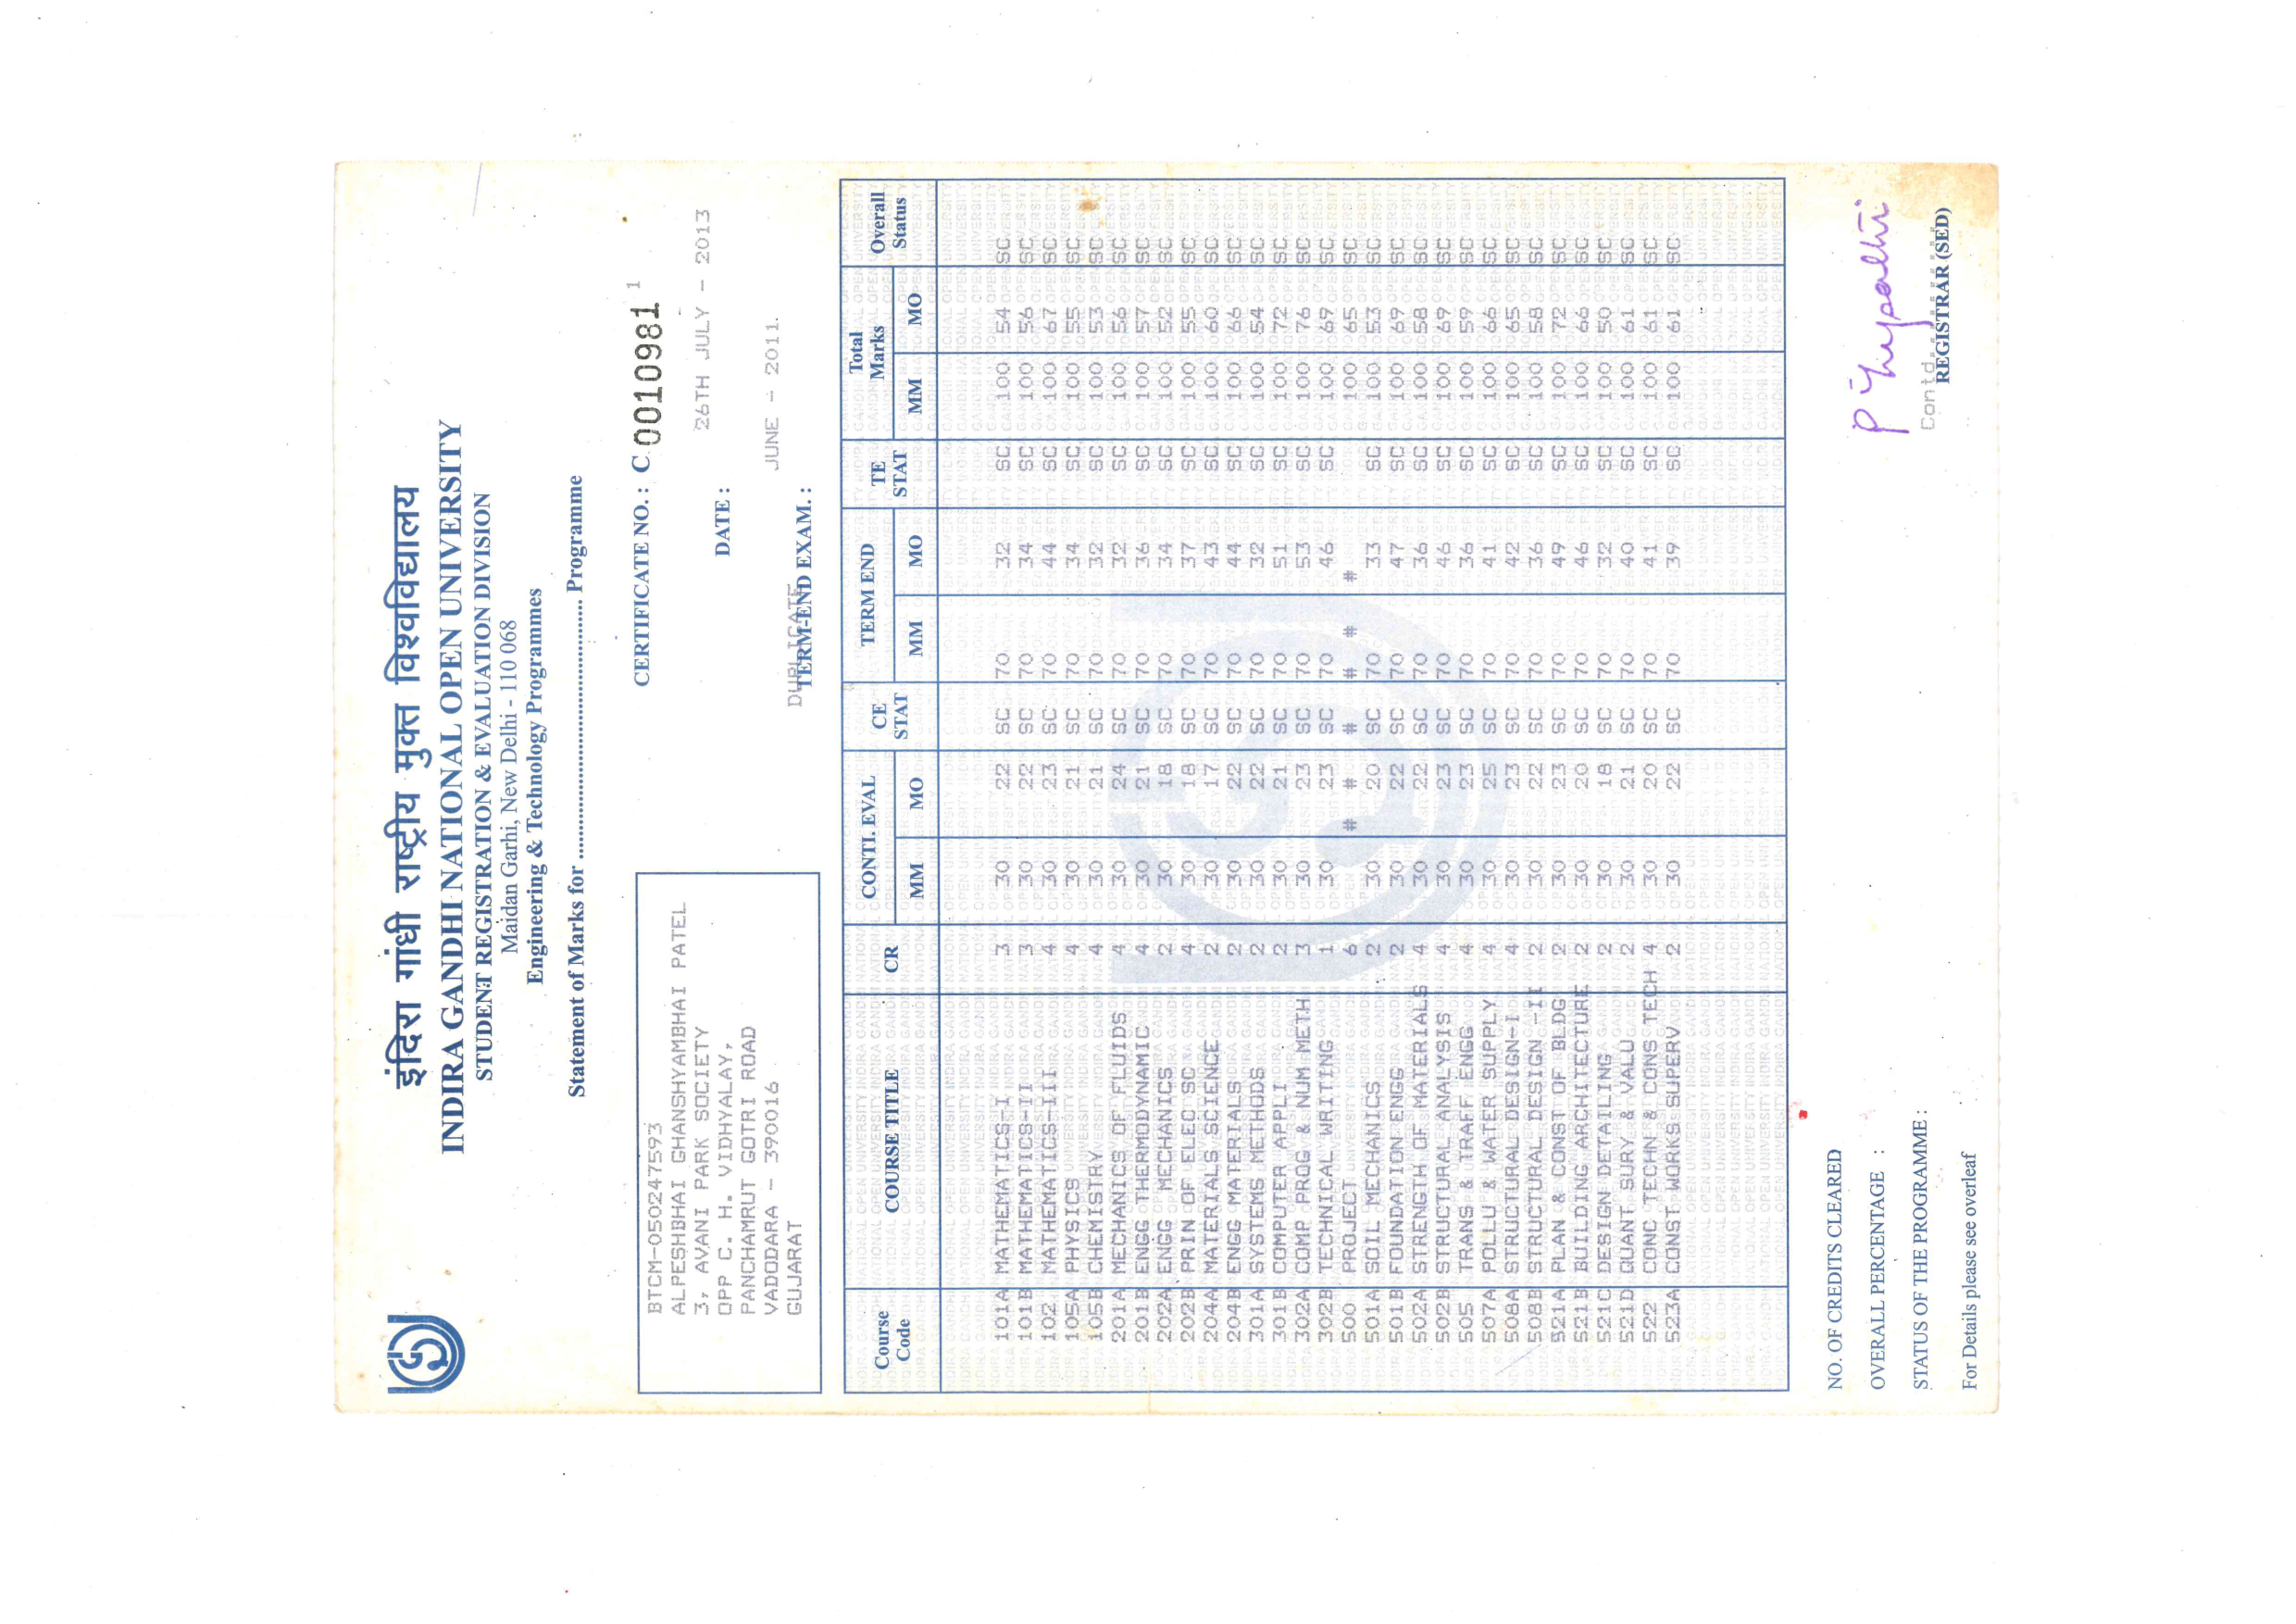 इंदिरा गांधी राष्ट्रीय मुक्त विश्वविद्यालय
INDIRA GANDHI NATIONAL OPEN UNIVERSITY
STUDENT REGISTRATION & EVALUATION DIVISION
Maidan Garhi, New Delhi - 110 068
Engineering & Technology Programmes
Statement of Marks for ........................................ Programme
CERTIFICATE NO. : C 0010981 1
BTCM-050247593
ALPESHBHAI GHANSHYAMBHAI PATEL
3, AVANI PARK SOCIETY
OPP C. H. VIDHYALAY,
PANCHAMRUT GOTRI ROAD
VADODARA - 390016
GUJARAT
DATE : 26TH JULY - 2013
JUNE - 2011.
DUPLICATE
TERM-END EXAM. :
Course Code COURSE TITLE CR CONTI. EVAL CE STAT TERM END TE STAT Total Marks Overall Status
MM MO MM MO MM MO
101A MATHEMATICS-I 3 30 22 SC 70 32 SC 100 54 SC
101B MATHEMATICS-II 3 30 22 SC 70 34 SC 100 56 SC
102 MATHEMATICS-III 4 30 23 SC 70 44 SC 100 67 SC
105A PHYSICS 4 30 21 SC 70 34 SC 100 55 SC
105B CHEMISTRY 4 30 21 SC 70 32 SC 100 53 SC
201A MECHANICS OF FLUIDS 4 30 24 SC 70 32 SC 100 56 SC
201B ENGG THERMODYNAMIC 4 30 21 SC 70 36 SC 100 57 SC
202A ENGG MECHANICS 2 30 18 SC 70 34 SC 100 52 SC
202B PRIN OF ELEC SC 4 30 18 SC 70 37 SC 100 55 SC
204A MATERIALS SCIENCE 2 30 17 SC 70 43 SC 100 60 SC
204B ENGG MATERIALS 2 30 22 SC 70 44 SC 100 66 SC
301A SYSTEMS METHODS 2 30 22 SC 70 32 SC 100 54 SC
301B COMPUTER APPLI 2 30 21 SC 70 51 SC 100 72 SC
302A COMP PROG & NUM METH 3 30 23 SC 70 53 SC 100 76 SC
302B TECHNICAL WRITING 1 30 23 SC 70 46 SC 100 69 SC
500 PROJECT 6 # # # # # # 100 65 SC
501A SOIL MECHANICS 2 30 20 SC 70 33 SC 100 53 SC
501B FOUNDATION ENGG 2 30 22 SC 70 47 SC 100 69 SC
502A STRENGTH OF MATERIALS 4 30 22 SC 70 36 SC 100 58 SC
502B STRUCTURAL ANALYSIS 4 30 23 SC 70 46 SC 100 69 SC
505 TRANS & TRAFF ENGG 4 30 23 SC 70 36 SC 100 59 SC
507A POLLU & WATER SUPPLY 4 30 25 SC 70 41 SC 100 66 SC
508A STRUCTURAL DESIGN-I 4 30 23 SC 70 42 SC 100 65 SC
508B STRUCTURAL DESIGN -II 2 30 22 SC 70 36 SC 100 58 SC
521A PLAN & CONST OF BLDG 2 30 23 SC 70 49 SC 100 72 SC
521B BUILDING ARCHITECTURE 2 30 20 SC 70 46 SC 100 66 SC
521C DESIGN DETAILING 2 30 18 SC 70 32 SC 100 50 SC
521D QUANT SURY & VALU 2 30 21 SC 70 40 SC 100 61 SC
522 CONC TECHN & CONS TECH 4 30 20 SC 70 41 SC 100 61 SC
523A CONST WORKS SUPERV 2 30 22 SC 70 39 SC 100 61 SC
NO. OF CREDITS CLEARED
OVERALL PERCENTAGE :
STATUS OF THE PROGRAMME :
For Details please see overleaf
Contd..........
REGISTRAR (SED)